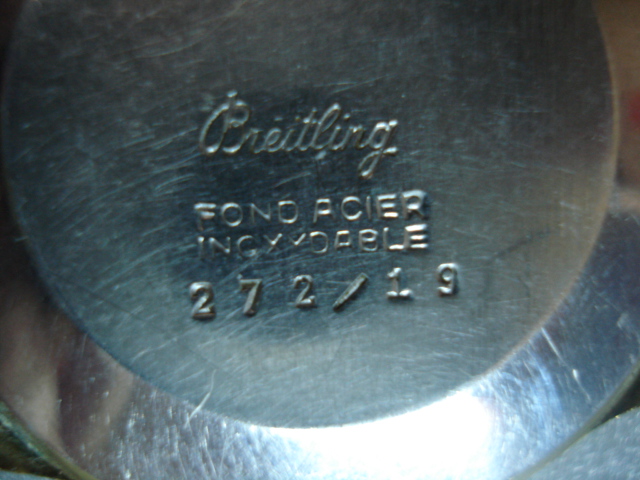 Breitling
FOND ACIER
INOXYDABLE
272/19